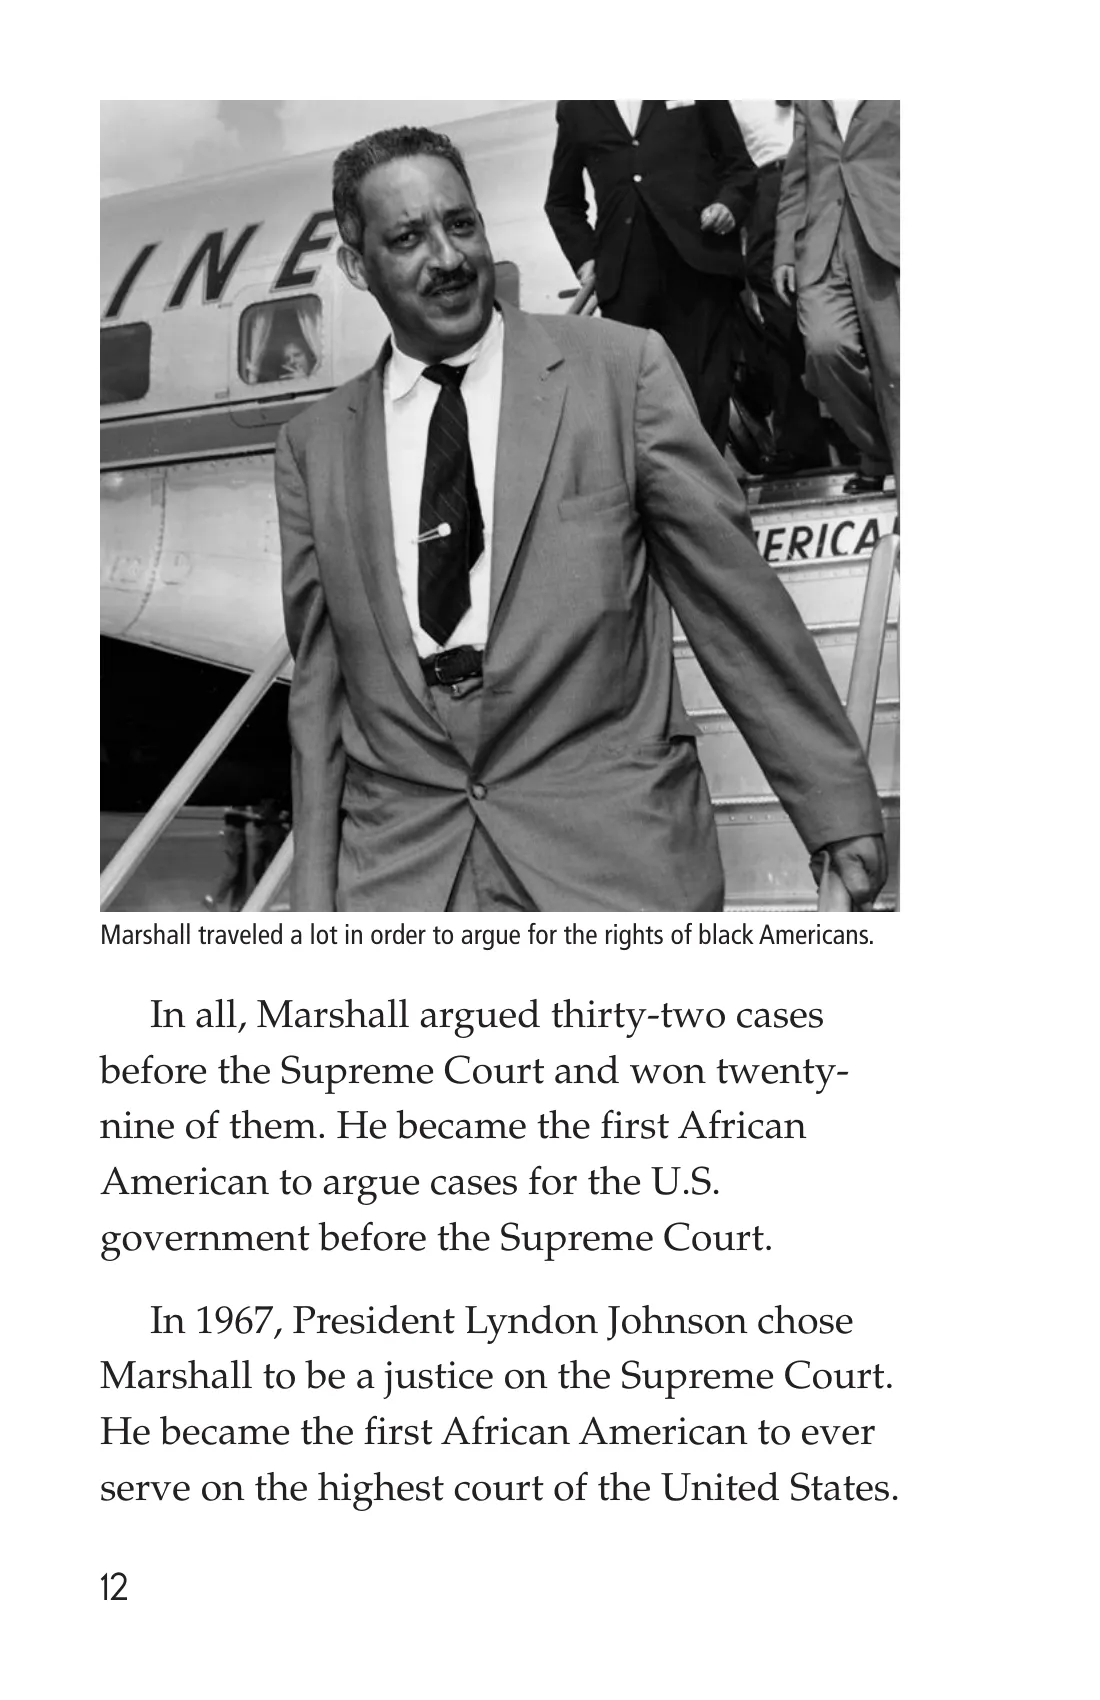 INE
ERICA
Marshall traveled a lot in order to argue for the rights of black Americans.
In all, Marshall argued thirty-two cases
before the Supreme Court and won twenty-
nine of them. He became the first African
American to argue cases for the U.S.
government before the Supreme Court.
In 1967, President Lyndon Johnson chose
Marshall to be a justice on the Supreme Court.
He became the first African American to ever
serve on the highest court of the United States.
12